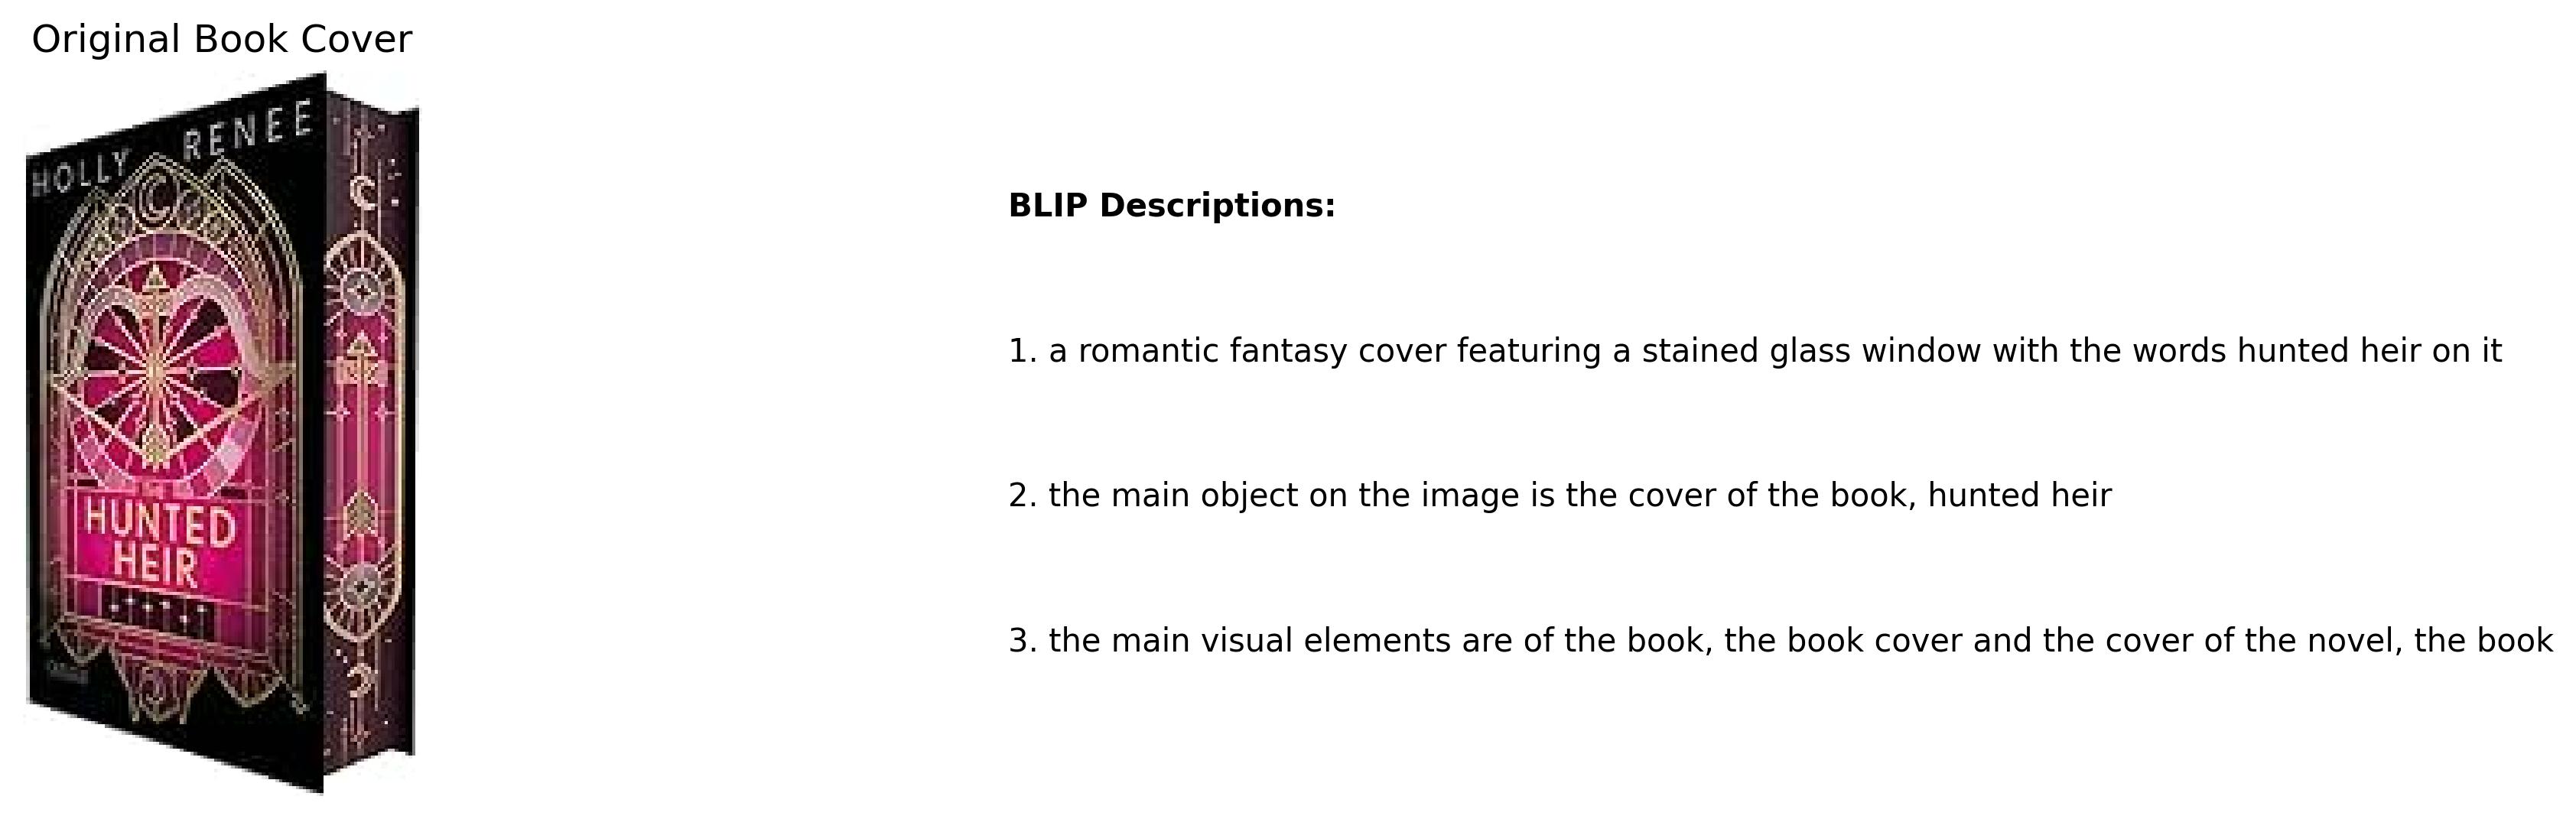 Original Book Cover
HOLLY RENEE
HUNTED
HEIR
BLIP Descriptions:
1. a romantic fantasy cover featuring a stained glass window with the words hunted heir on it
2. the main object on the image is the cover of the book, hunted heir
3. the main visual elements are of the book, the book cover and the cover of the novel, the book